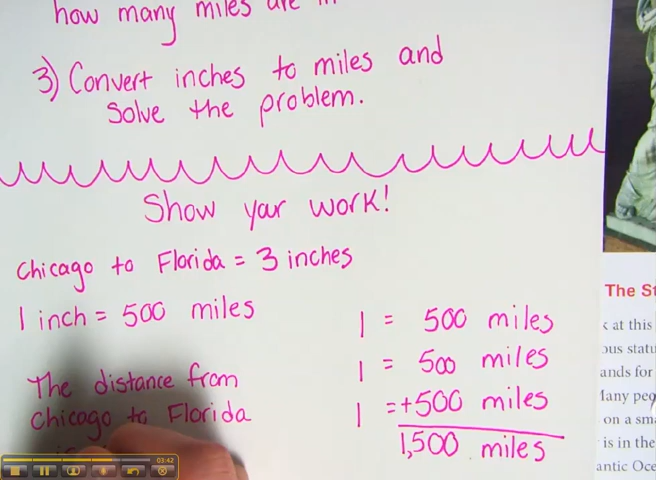 how many miles are in
3) Convert inches to miles and
Solve the problem.
Show your work!
Chicago to Florida = 3 inches
1 inch = 500 miles
1 = 500 miles
1 = 500 miles
1 = +500 miles
1,500 miles
The distance from
Chicago to Florida
The St
k at this
ous statu
ands for
Many peo
on a sma
is in the
antic Oce
03:42